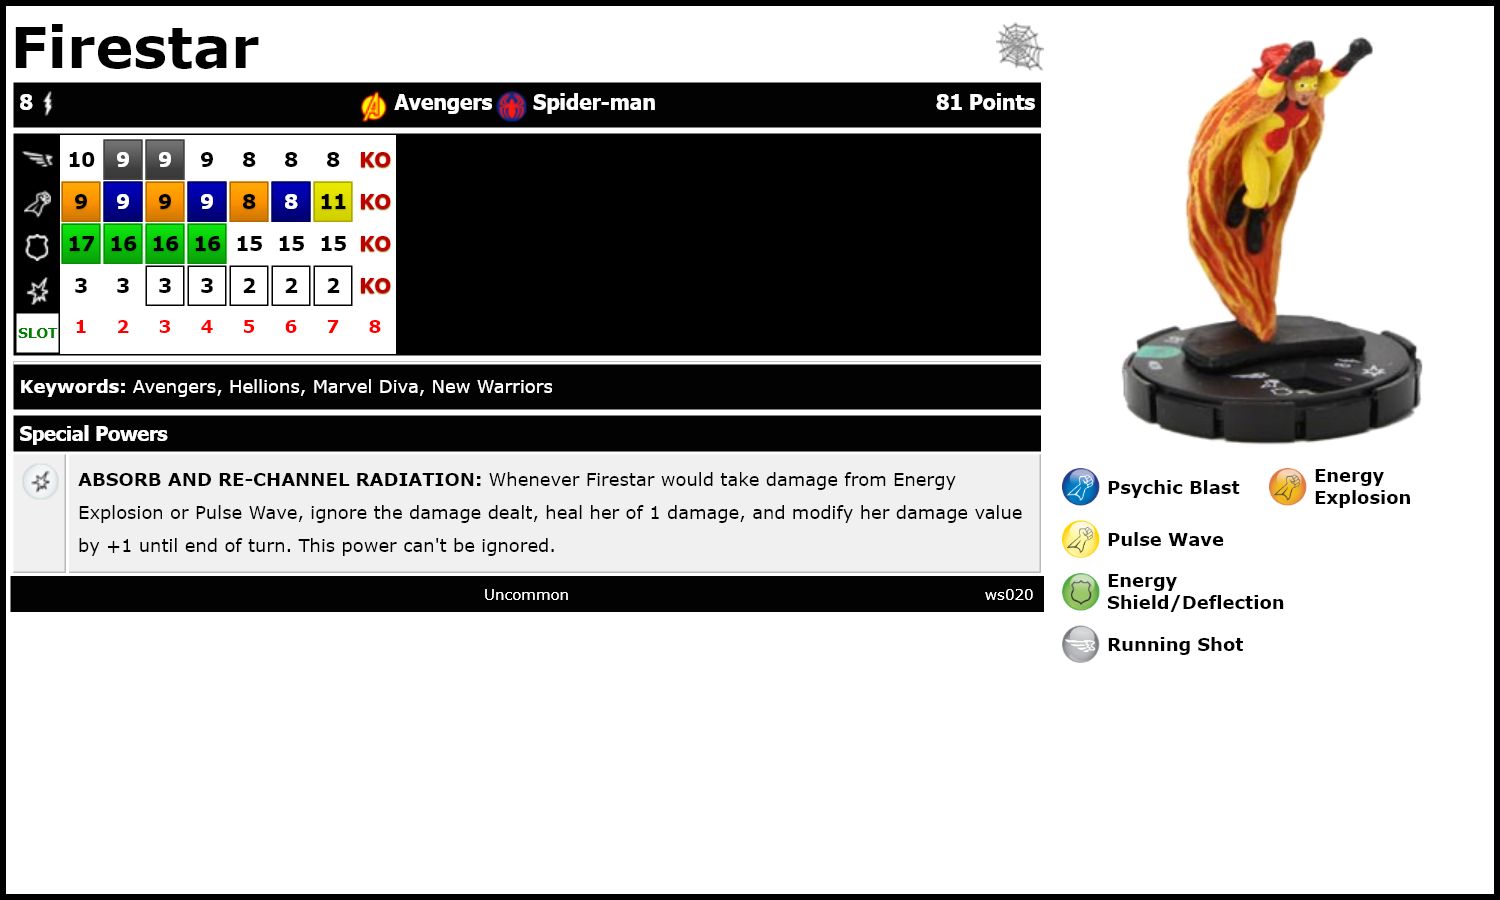 Firestar
8 Avengers Spider-man 81 Points
10 9 9 9 8 8 8 KO
9 9 9 9 8 8 11 KO
17 16 16 16 15 15 15 KO
3 3 3 3 2 2 2 KO
SLOT 1 2 3 4 5 6 7 8
Keywords: Avengers, Hellions, Marvel Diva, New Warriors
Special Powers
ABSORB AND RE-CHANNEL RADIATION: Whenever Firestar would take damage from Energy
Explosion or Pulse Wave, ignore the damage dealt, heal her of 1 damage, and modify her damage value
by +1 until end of turn. This power can't be ignored.
Uncommon ws020
Psychic Blast
Energy
Explosion
Pulse Wave
Energy
Shield/Deflection
Running Shot